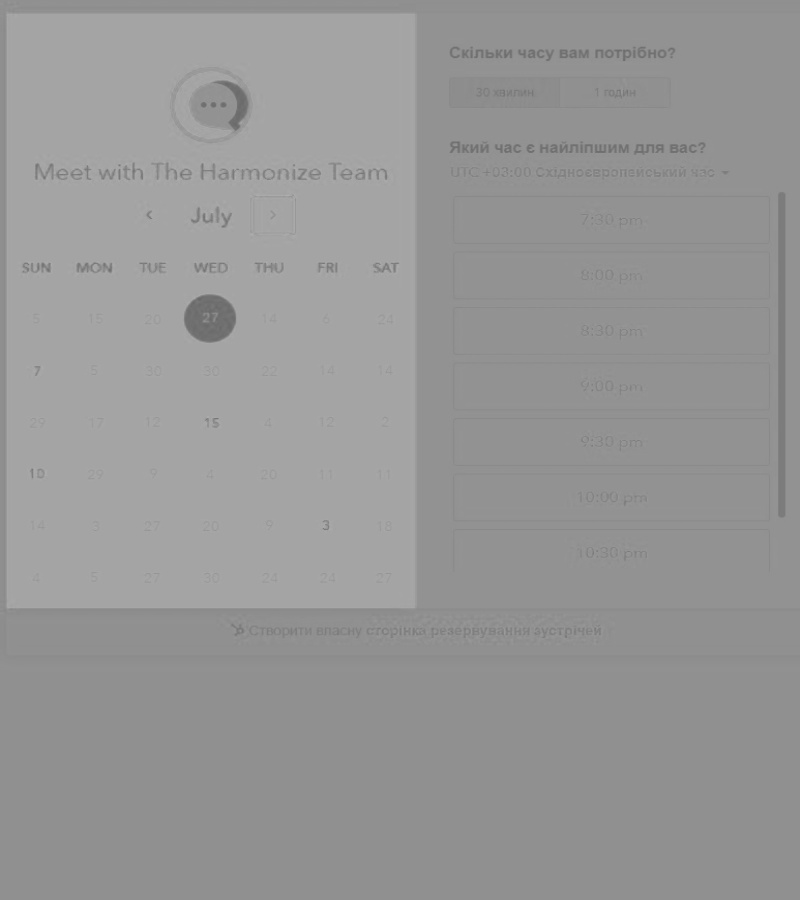 Meet with The Harmonize Team
July
SUN MON TUE WED THU FRI SAT
5 15 20 27 14 6 24
7 5 30 30 22 14 14
29 17 12 15 4 12 2
10 29 9 4 20 11 11
14 3 27 20 9 3 18
4 5 27 30 24 24 27
Скільки часу вам потрібно?
30 хвилин 1 годин
Який час є найліпшим для вас?
UTC +03:00 Східноєвропейський час
7:30 pm
8:00 pm
8:30 pm
9:00 pm
9:30 pm
10:00 pm
10:30 pm
Створити власну сторінка резервування зустрічей